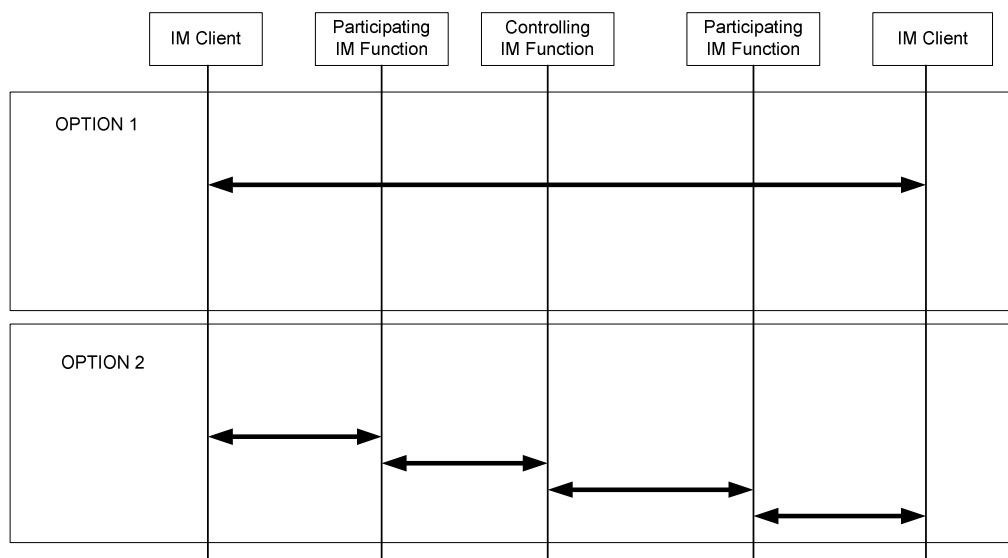 IM Client
Participating
IM Function
Controlling
IM Function
Participating
IM Function
IM Client
OPTION 1
OPTION 2